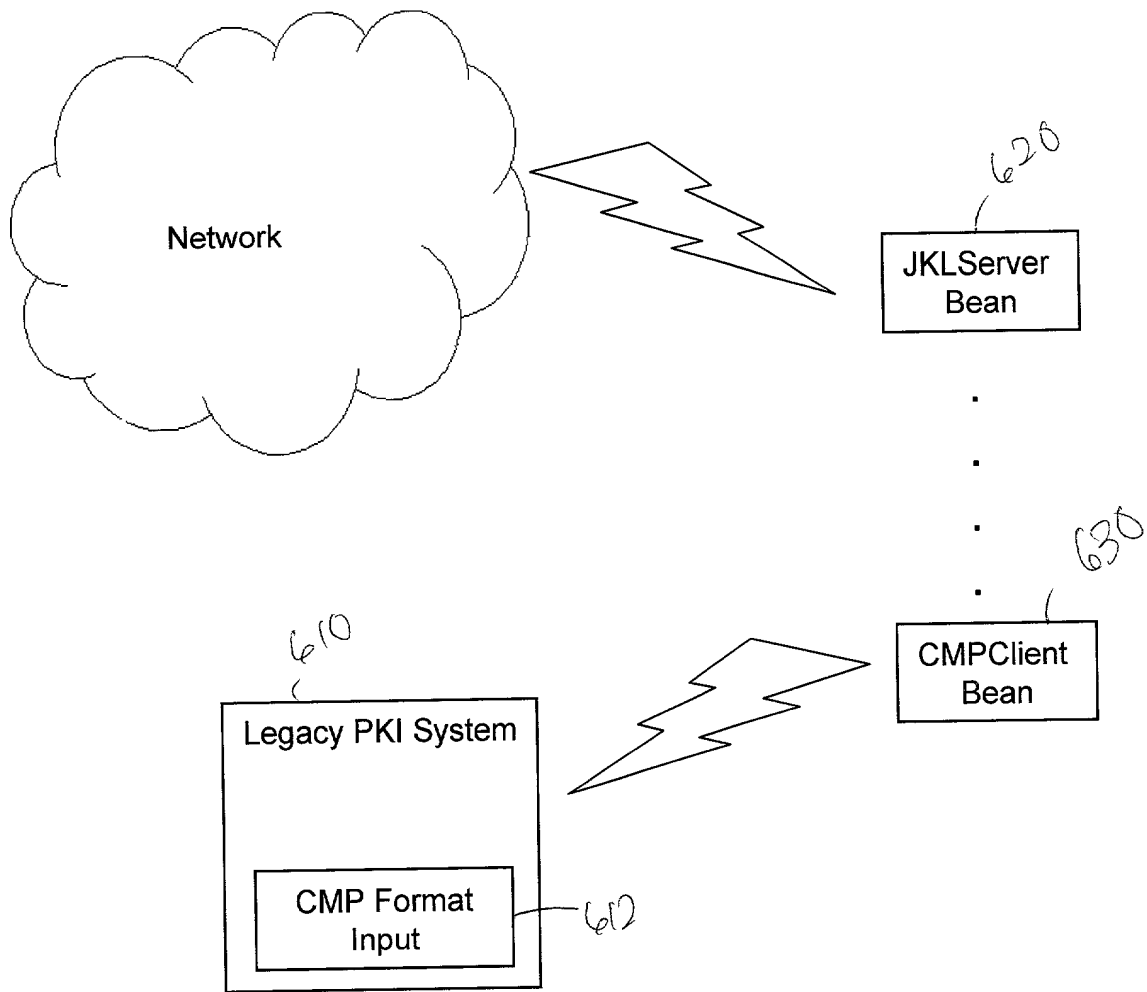 620
Network
JKLServer
Bean
630
610
CMPClient
Bean
Legacy PKI System
CMP Format
Input
612